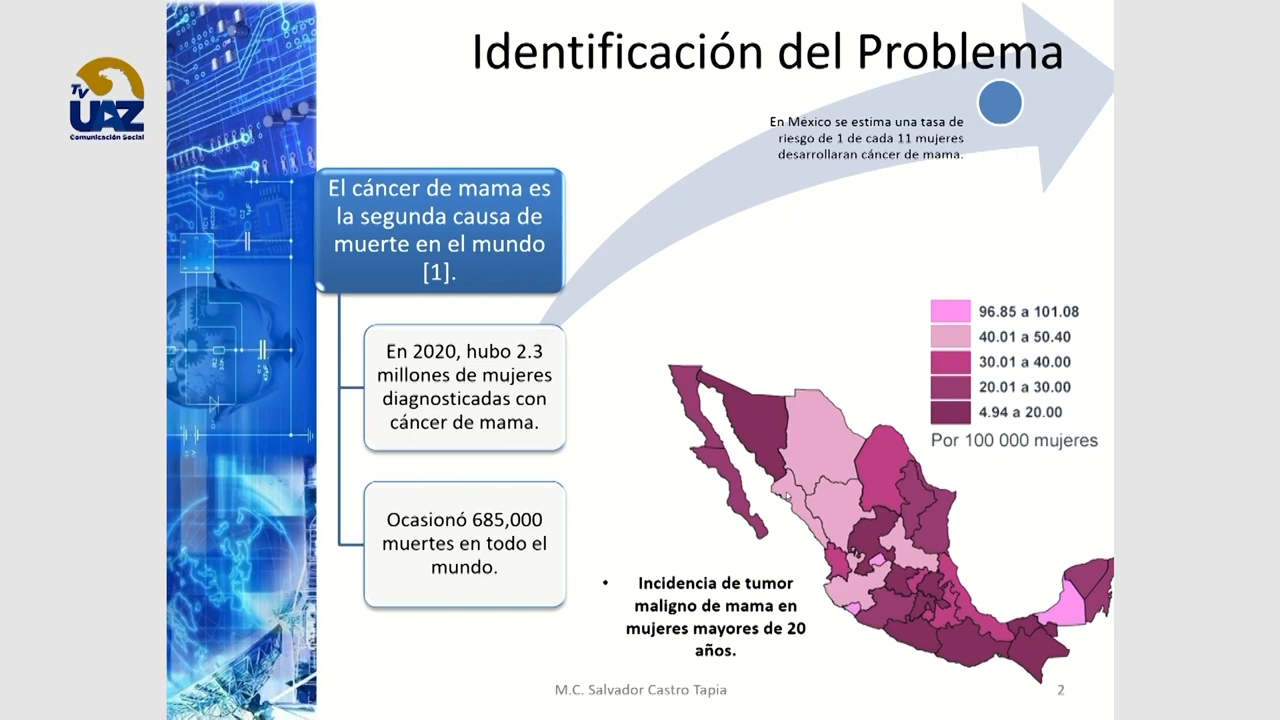 Identificación del Problema
TV
UAZ
Comunicación Social
En México se estima una tasa de
riesgo de 1 de cada 11 mujeres
desarrollaran cáncer de mama.
El cáncer de mama es
la segunda causa de
muerte en el mundo
[1].
En 2020, hubo 2.3
millones de mujeres
diagnosticadas con
cáncer de mama.
Ocasionó 685,000
muertes en todo el
mundo.
96.85 a 101.08
40.01 a 50.40
30.01 a 40.00
20.01 a 30.00
4.94 a 20.00
Por 100 000 mujeres
• Incidencia de tumor
maligno de mama en
mujeres mayores de 20
años.
M.C. Salvador Castro Tapia
2